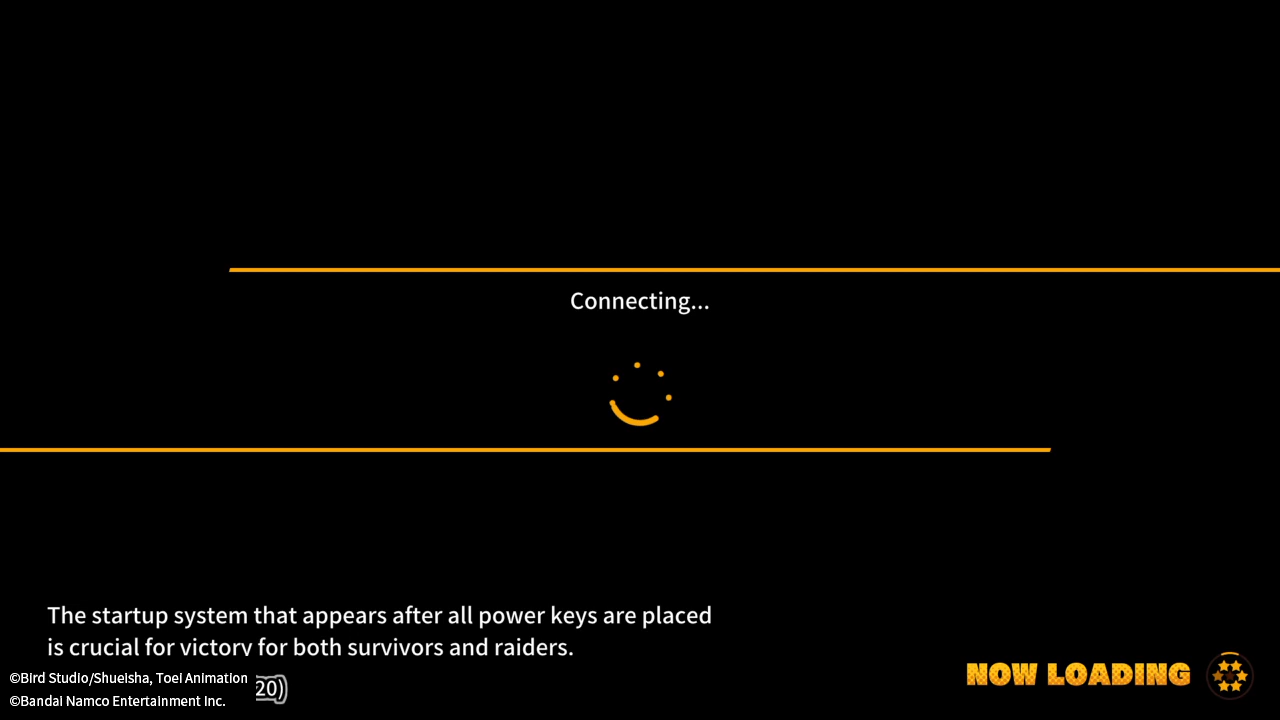 Connecting...
The startup system that appears after all power keys are placed
is crucial for victory for both survivors and raiders.
©Bird Studio/Shueisha, Toei Animation
20)
©Bandai Namco Entertainment Inc.
NOW LOADING